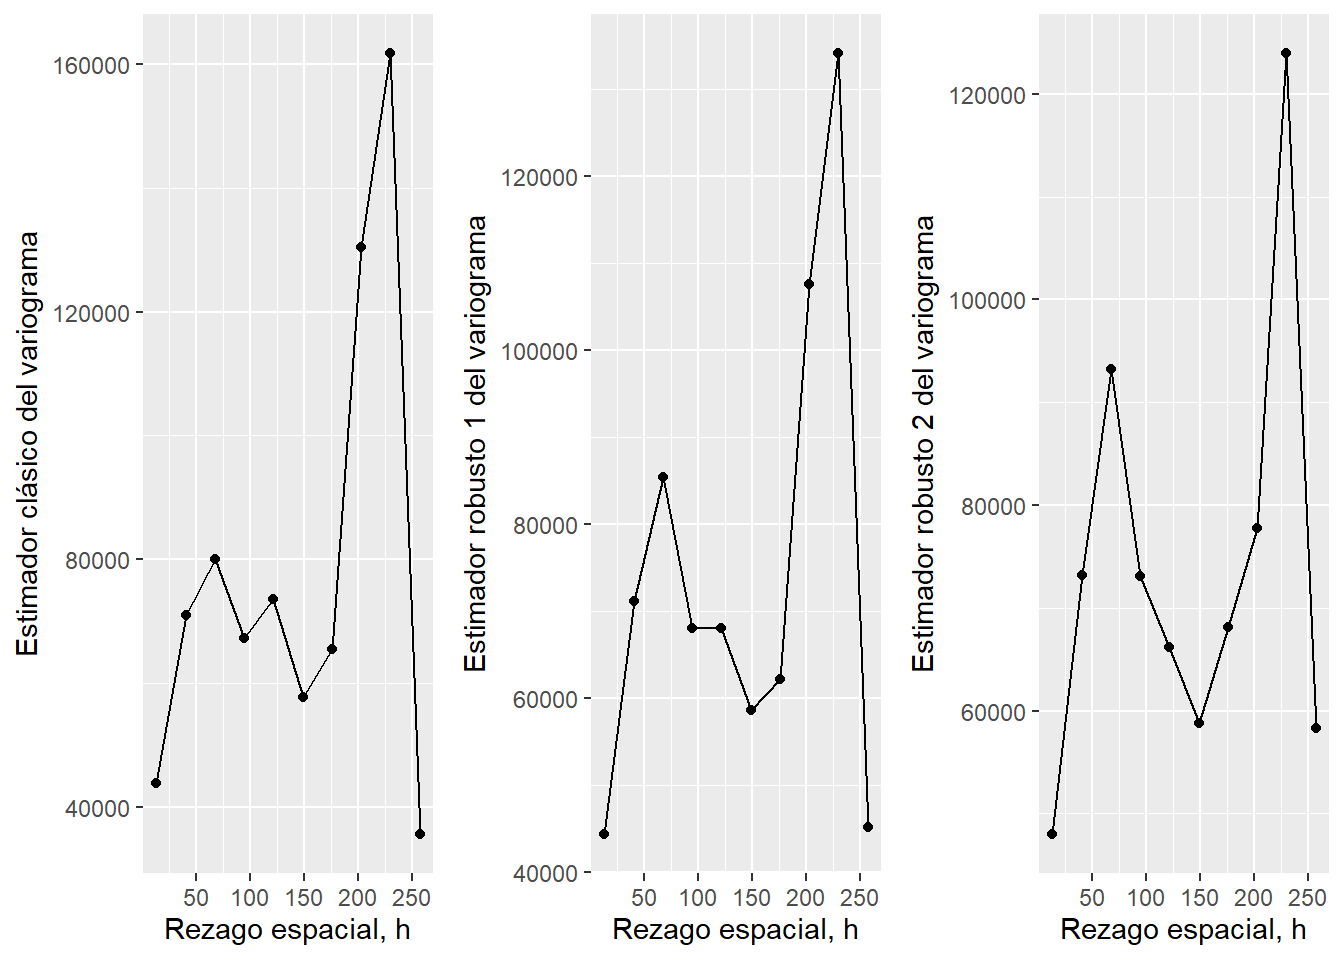 Estimador clásico del variograma
160000
120000
80000
40000
50 100 150 200 250
Rezago espacial, h
Estimador robusto 1 del variograma
120000
100000
80000
60000
40000
50 100 150 200 250
Rezago espacial, h
Estimador robusto 2 del variograma
120000
100000
80000
60000
50 100 150 200 250
Rezago espacial, h